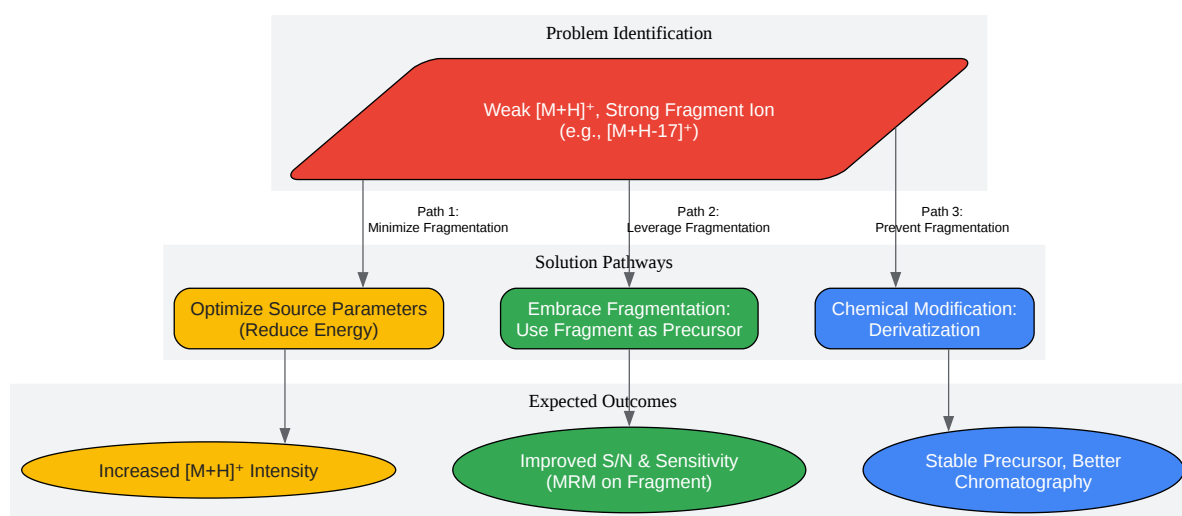 Problem Identification
Weak [M+H]⁺, Strong Fragment Ion
(e.g., [M+H-17]⁺)
Path 1:
Minimize Fragmentation
Path 2:
Leverage Fragmentation
Path 3:
Prevent Fragmentation
Solution Pathways
Optimize Source Parameters
(Reduce Energy)
Embrace Fragmentation:
Use Fragment as Precursor
Chemical Modification:
Derivatization
Expected Outcomes
Increased [M+H]⁺ Intensity
Improved S/N & Sensitivity
(MRM on Fragment)
Stable Precursor, Better
Chromatography